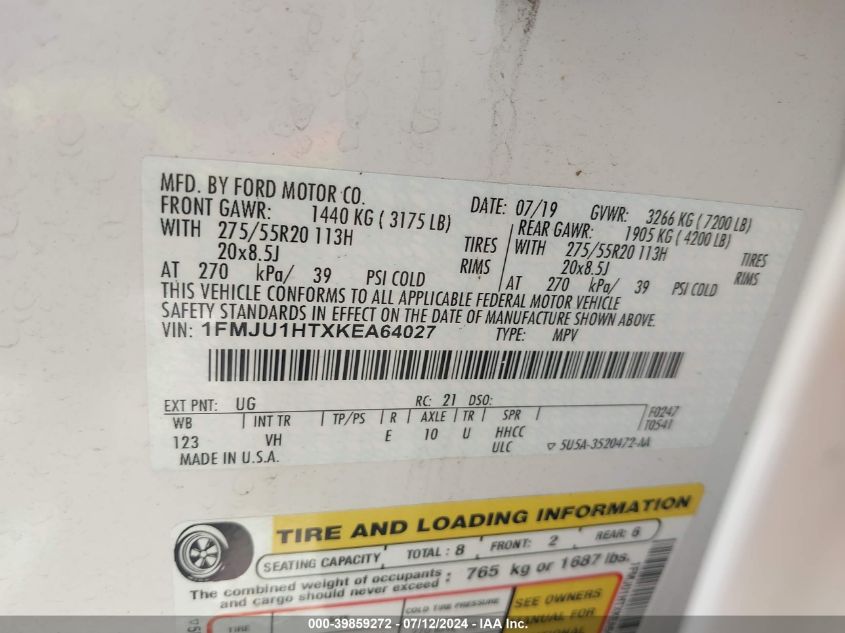 MFD. BY FORD MOTOR CO.
DATE: 07/19 GVWR: 3266 KG ( 7200 LB)
FRONT GAWR: 1440 KG ( 3175 LB)
WITH 275/55R20 113H TIRES
20x8.5J RIMS
AT 270 kPa/ 39 PSI COLD
REAR GAWR: 1905 KG ( 4200 LB)
WITH 275/55R20 113H TIRES
20x8.5J RIMS
AT 270 kPa/ 39 PSI COLD
THIS VEHICLE CONFORMS TO ALL APPLICABLE FEDERAL MOTOR VEHICLE
SAFETY STANDARDS IN EFFECT ON THE DATE OF MANUFACTURE SHOWN ABOVE.
VIN: 1FMJU1HTXKEA64027 TYPE: MPV
EXT PNT: UG RC: 21 DSO:
WB INT TR TP/PS R AXLE TR SPR
123 VH E 10 U HHCC
ULC
F0247
T0541
MADE IN U.S.A.
5U5A-3520472-AA
TIRE AND LOADING INFORMATION
SEATING CAPACITY TOTAL : 8 FRONT: 2 REAR: 6
The combined weight of occupants
and cargo should never exceed : 765 kg or 1687 lbs.
TIRE
COLD TIRE PRESSURE
SEE OWNERS
MANUAL FOR
000-39859272 - 07/12/2024 - IAA Inc.